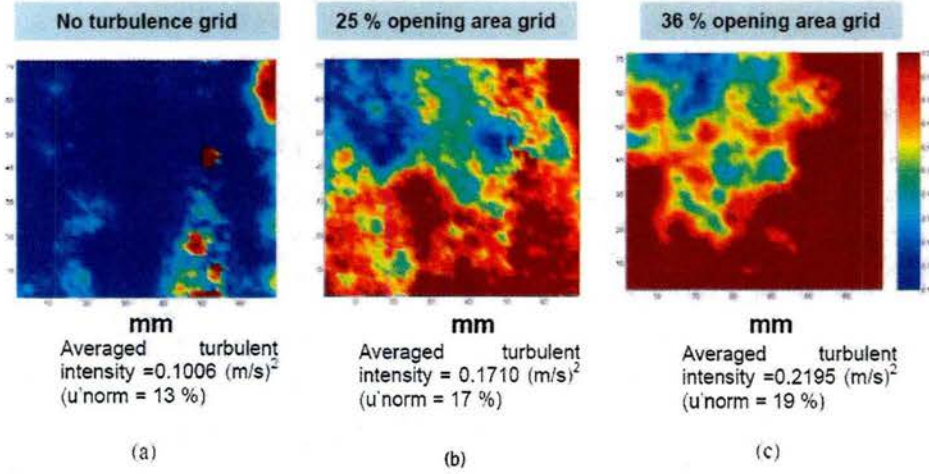 No turbulence grid
25 % opening area grid
36 % opening area grid
mm
Averaged turbulent
intensity =0.1006 (m/s)2
(u'norm = 13 %)
(a)
mm
Averaged turbulent
intensity = 0.1710 (m/s)2
(u'norm = 17 %)
(b)
mm
Averaged turbulent
intensity =0.2195 (m/s)2
(u'norm = 19 %)
(c)